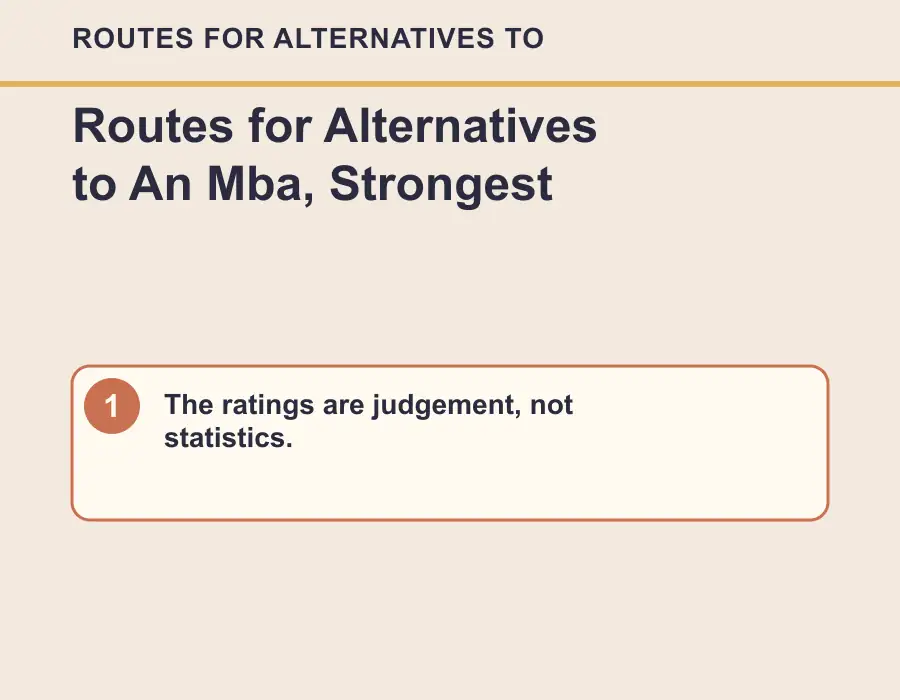 ROUTES FOR ALTERNATIVES TO
Routes for Alternatives
to An Mba, Strongest
1
The ratings are judgement, not
statistics.